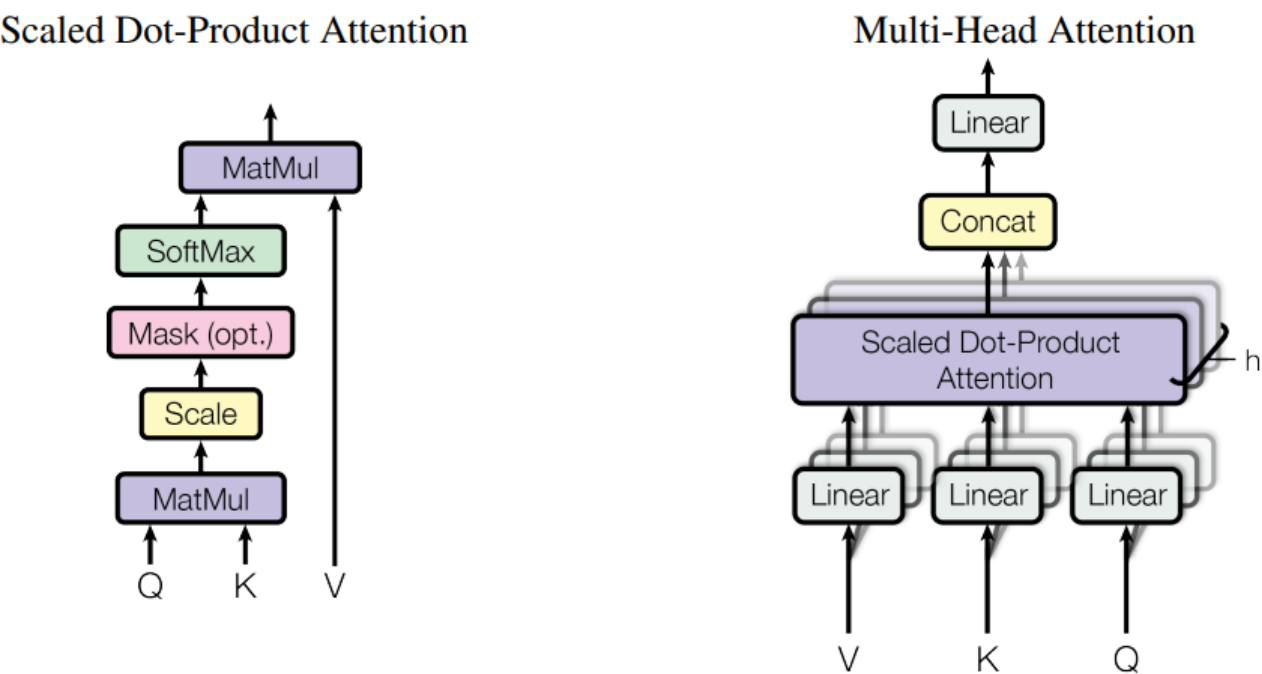 Scaled Dot-Product Attention
MatMul
SoftMax
Mask (opt.)
Scale
MatMul
Q K V
Multi-Head Attention
Linear
Concat
Scaled Dot-Product
Attention
h
Linear Linear Linear
V K Q